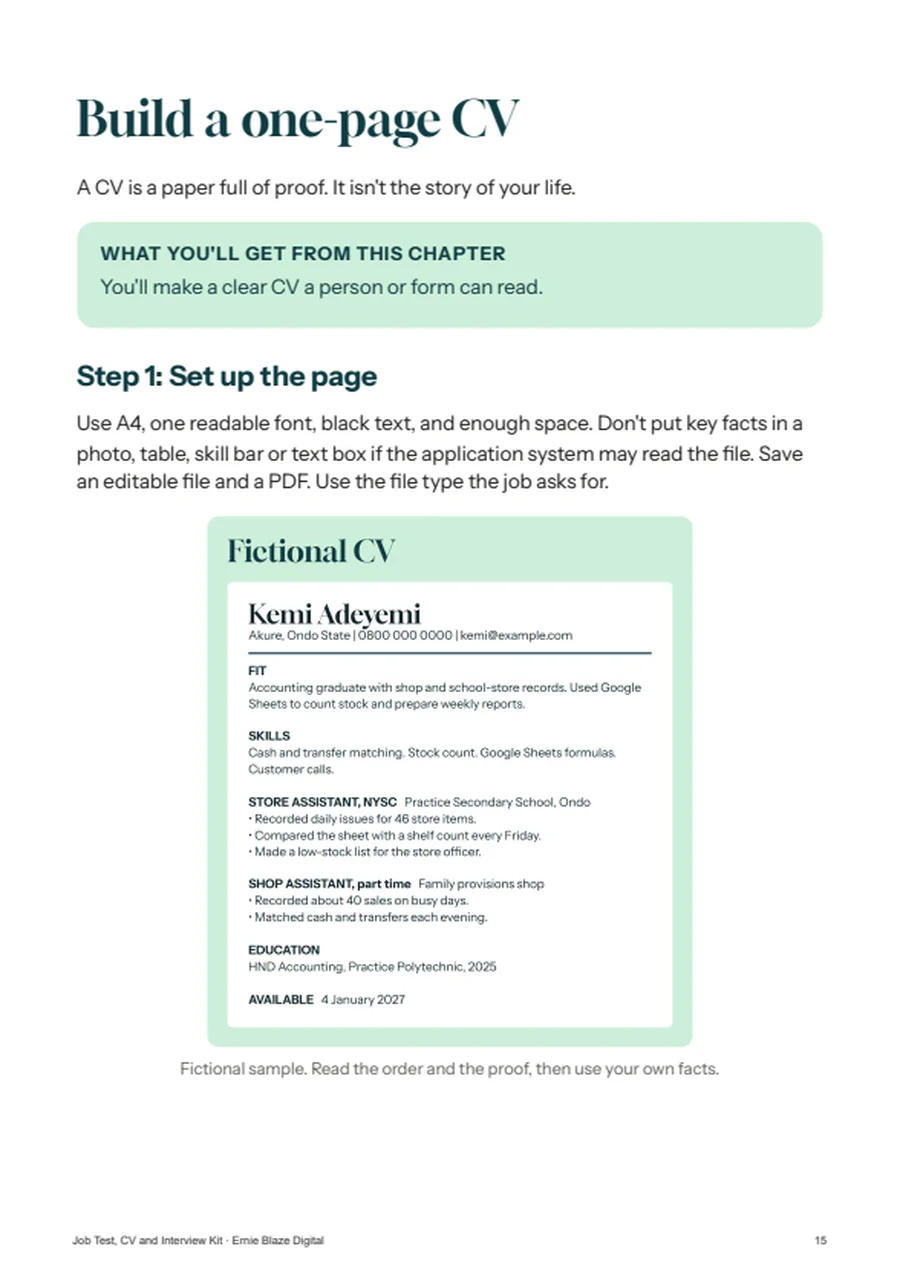 Build a one-page CV
A CV is a paper full of proof. It isn't the story of your life.
WHAT YOU'LL GET FROM THIS CHAPTER
You'll make a clear CV a person or form can read.
Step 1: Set up the page
Use A4, one readable font, black text, and enough space. Don't put key facts in a
photo, table, skill bar or text box if the application system may read the file. Save
an editable file and a PDF. Use the file type the job asks for.
Fictional CV
Kemi Adeyemi
Akure, Ondo State | 0800 000 0000 | kemi@example.com
FIT
Accounting graduate with shop and school-store records. Used Google
Sheets to count stock and prepare weekly reports.
SKILLS
Cash and transfer matching. Stock count. Google Sheets formulas.
Customer calls.
STORE ASSISTANT, NYSC Practice Secondary School, Ondo
• Recorded daily issues for 46 store items.
• Compared the sheet with a shelf count every Friday.
• Made a low-stock list for the store officer.
SHOP ASSISTANT, part time Family provisions shop
• Recorded about 40 sales on busy days.
• Matched cash and transfers each evening.
EDUCATION
HND Accounting, Practice Polytechnic, 2025
AVAILABLE 4 January 2027
Fictional sample. Read the order and the proof, then use your own facts.
Job Test, CV and Interview Kit · Ernie Blaze Digital 15